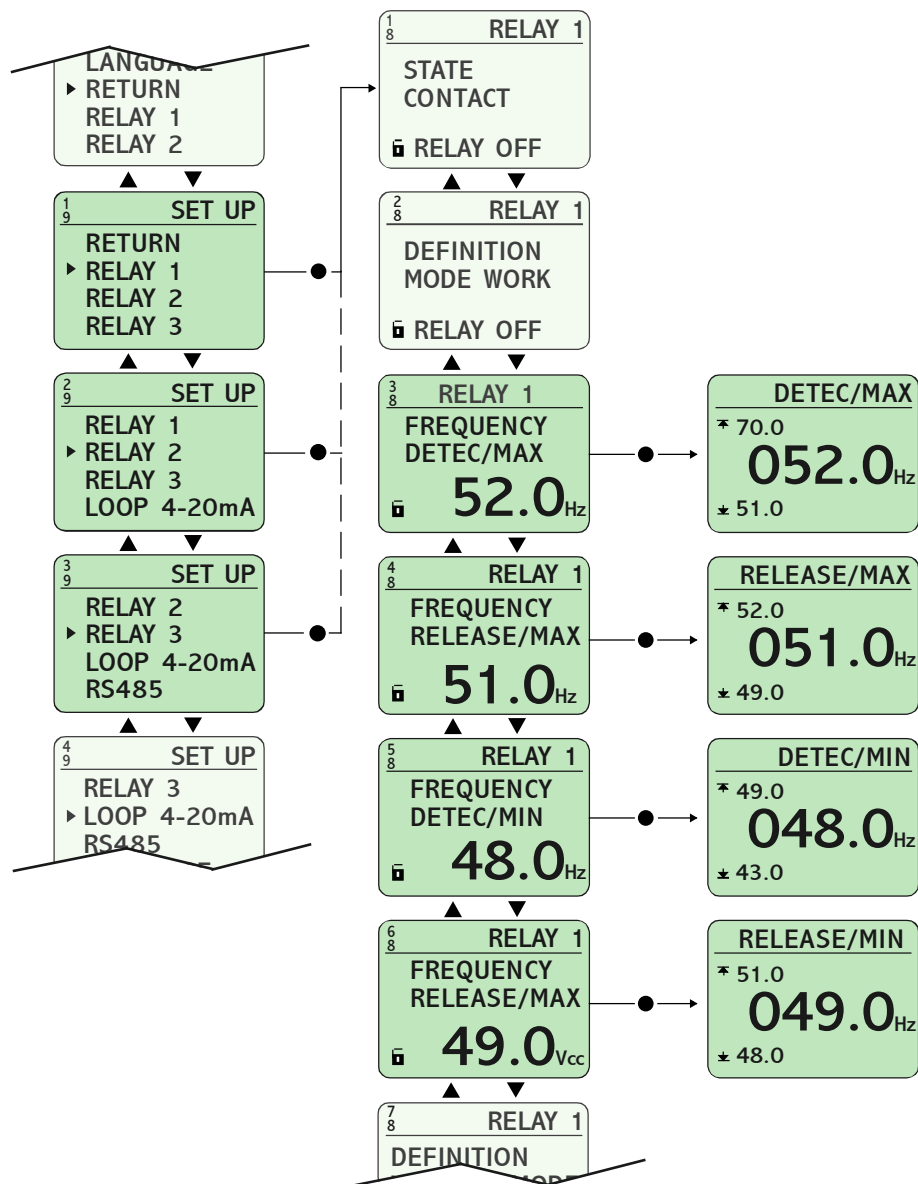 LANGUAGE
RETURN
RELAY 1
RELAY 2
1
9
SET UP
RETURN
RELAY 1
RELAY 2
RELAY 3
2
9
SET UP
RELAY 1
RELAY 2
RELAY 3
LOOP 4-20mA
3
9
SET UP
RELAY 2
RELAY 3
LOOP 4-20mA
RS485
4
9
SET UP
RELAY 3
LOOP 4-20mA
RS485
1
8
RELAY 1
STATE
CONTACT
RELAY OFF
2
8
RELAY 1
DEFINITION
MODE WORK
RELAY OFF
3
8
RELAY 1
FREQUENCY
DETEC/MAX
52.0Hz
4
8
RELAY 1
FREQUENCY
RELEASE/MAX
51.0Hz
5
8
RELAY 1
FREQUENCY
DETEC/MIN
48.0Hz
6
8
RELAY 1
FREQUENCY
RELEASE/MAX
49.0Vcc
7
8
RELAY 1
DEFINITION
DETEC/MAX
70.0
052.0Hz
51.0
RELEASE/MAX
52.0
051.0Hz
49.0
DETEC/MIN
49.0
048.0Hz
43.0
RELEASE/MIN
51.0
049.0Hz
48.0